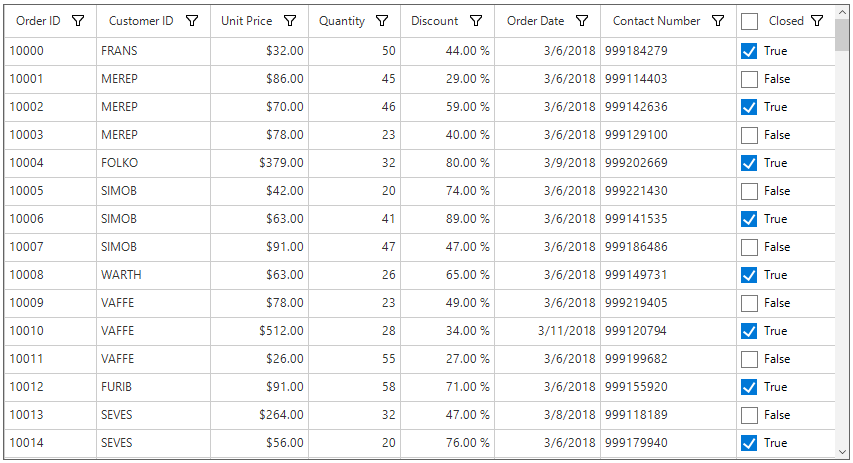 Order ID Customer ID Unit Price Quantity Discount Order Date Contact Number Closed
10000 FRANS $32.00 50 44.00 % 3/6/2018 999184279 True
10001 MEREP $86.00 45 29.00 % 3/6/2018 999114403 False
10002 MEREP $70.00 46 59.00 % 3/6/2018 999142636 True
10003 MEREP $78.00 23 40.00 % 3/6/2018 999129100 False
10004 FOLKO $379.00 32 80.00 % 3/9/2018 999202669 True
10005 SIMOB $42.00 20 74.00 % 3/6/2018 999221430 False
10006 SIMOB $63.00 41 89.00 % 3/6/2018 999141535 True
10007 SIMOB $91.00 47 47.00 % 3/6/2018 999186486 False
10008 WARTH $63.00 26 65.00 % 3/6/2018 999149731 True
10009 VAFFE $78.00 23 49.00 % 3/6/2018 999219405 False
10010 VAFFE $512.00 28 34.00 % 3/11/2018 999120794 True
10011 VAFFE $26.00 55 27.00 % 3/6/2018 999199682 False
10012 FURIB $91.00 58 71.00 % 3/6/2018 999155920 True
10013 SEVES $264.00 32 47.00 % 3/8/2018 999118189 False
10014 SEVES $56.00 20 76.00 % 3/6/2018 999179940 True